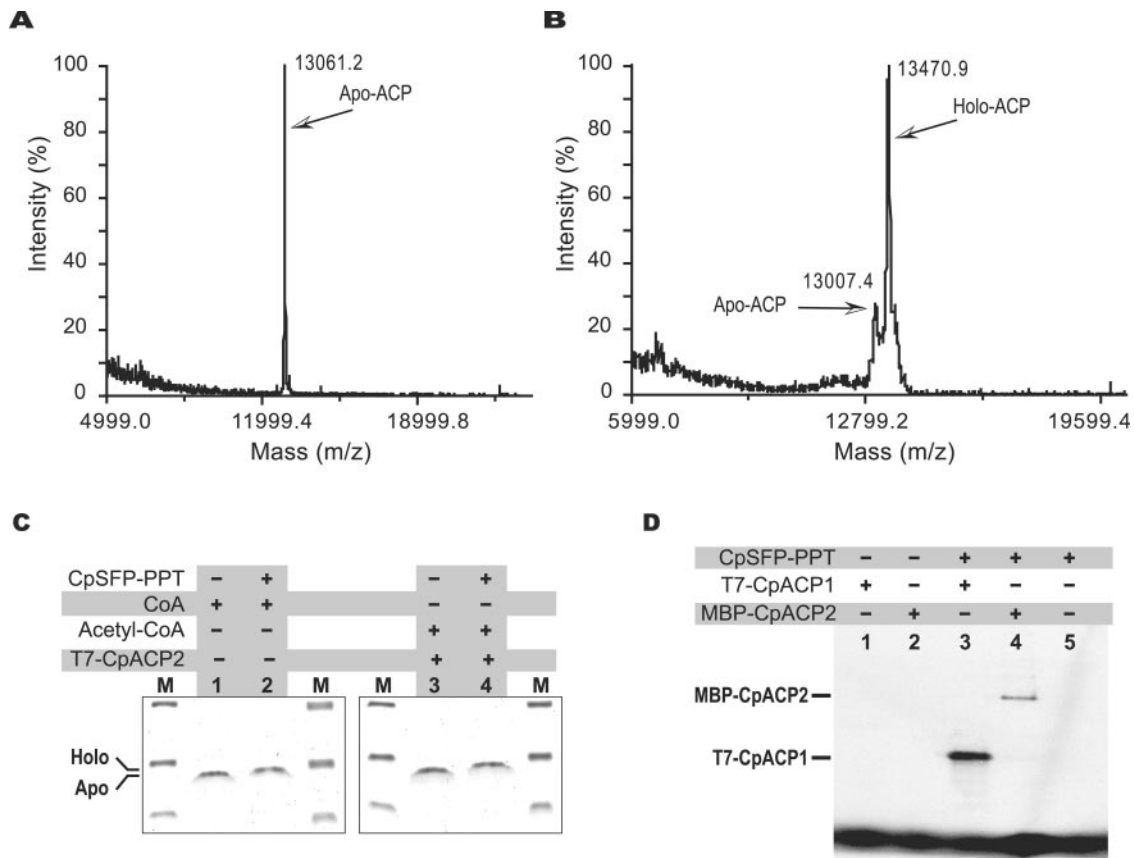 A
100
80
60
40
20
0
Intensity (%)
13061.2
Apo-ACP
4999.0 11999.4 18999.8
Mass (m/z)
B
100
80
60
40
20
0
Intensity (%)
13470.9
Holo-ACP
13007.4
Apo-ACP
5999.0 12799.2 19599.4
Mass (m/z)
C
CpSFP-PPT – + – +
CoA + + – –
Acetyl-CoA – – + +
T7-CpACP2 – – + +
M 1 2 M 3 4 M
Holo
Apo
D
CpSFP-PPT – – + + +
T7-CpACP1 + – + – –
MBP-CpACP2 – + – + –
1 2 3 4 5
MBP-CpACP2
T7-CpACP1